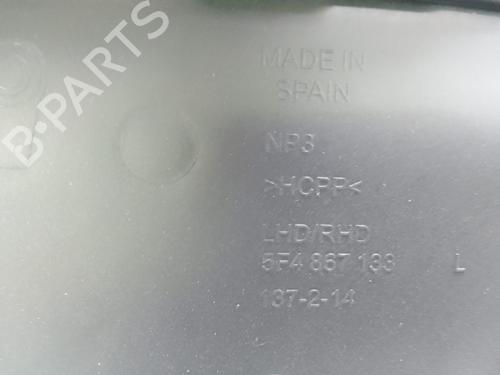 MADE IN
SPAIN
NP3
>HCPP<
LHD/RHD
5F4 867 133 L
137-2-14
B-PARTS